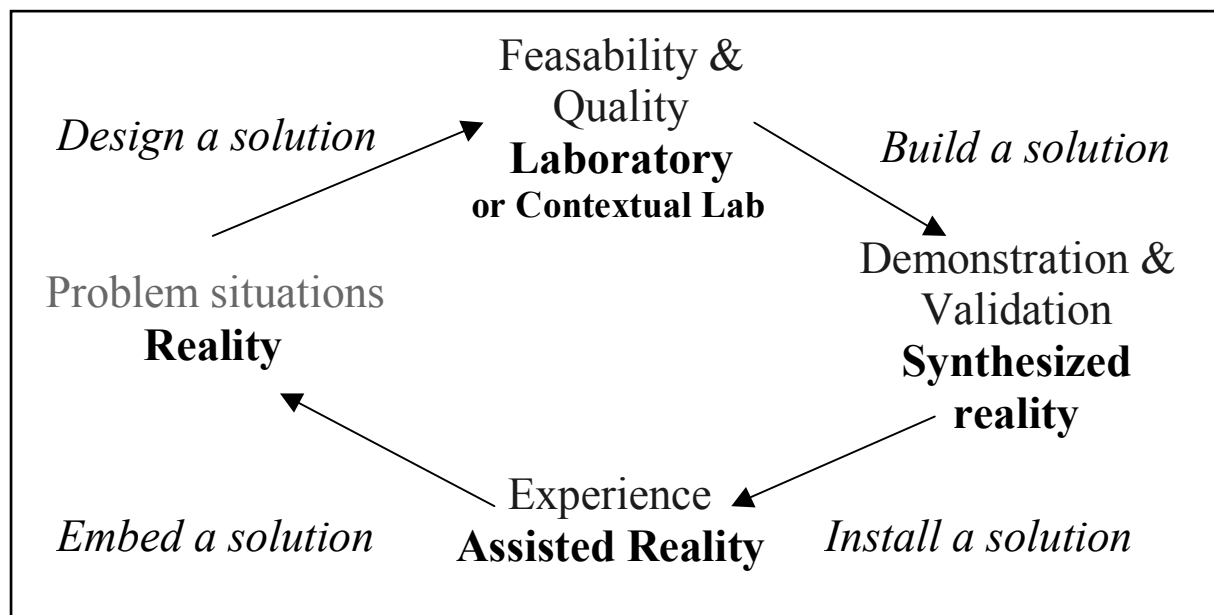 Feasability &
Quality
Laboratory
or Contextual Lab
Design a solution
Build a solution
Demonstration &
Validation
Synthesized
reality
Problem situations
Reality
Experience
Assisted Reality
Embed a solution
Install a solution